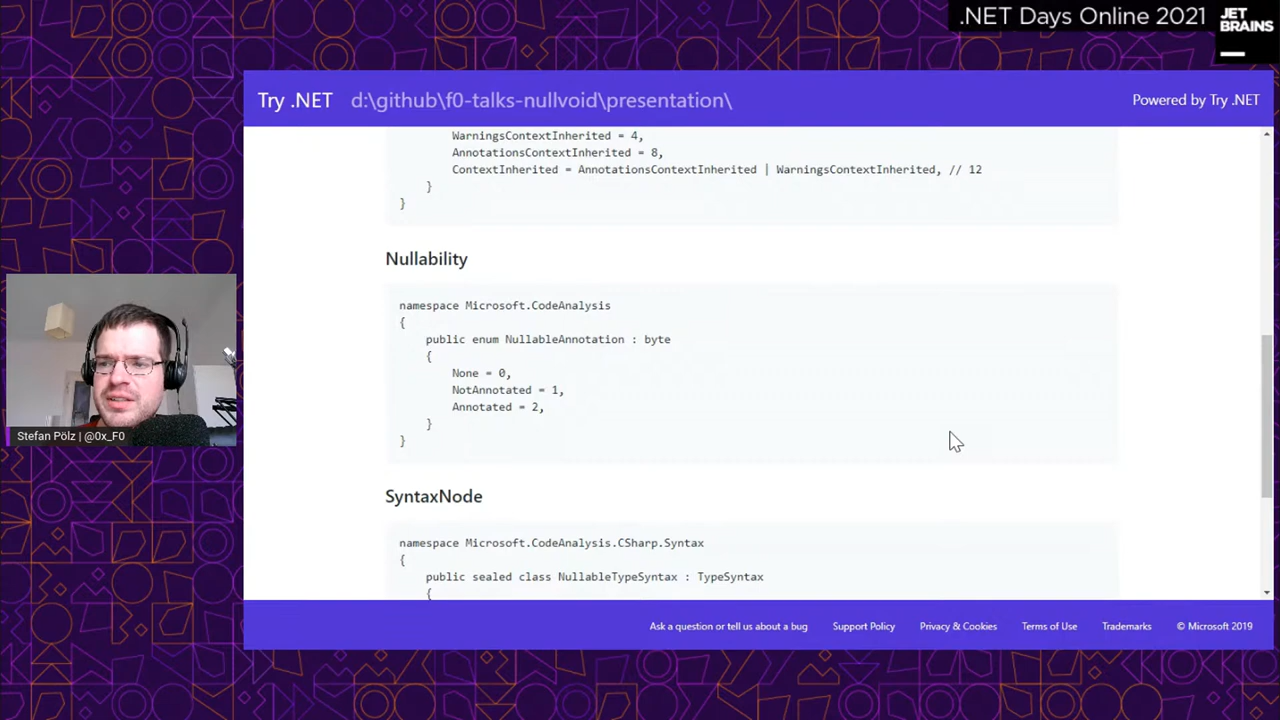 .NET Days Online 2021
JET
BRAINS
Try .NET d:\github\f0-talks-nullvoid\presentation\
Powered by Try .NET
WarningsContextInherited = 4,
AnnotationsContextInherited = 8,
ContextInherited = AnnotationsContextInherited | WarningsContextInherited, // 12
}
}
Nullability
namespace Microsoft.CodeAnalysis
{
public enum NullableAnnotation : byte
{
None = 0,
NotAnnotated = 1,
Annotated = 2,
}
}
SyntaxNode
namespace Microsoft.CodeAnalysis.CSharp.Syntax
{
public sealed class NullableTypeSyntax : TypeSyntax
{
Stefan Pölz | @0x_F0
Ask a question or tell us about a bug Support Policy Privacy & Cookies Terms of Use Trademarks © Microsoft 2019